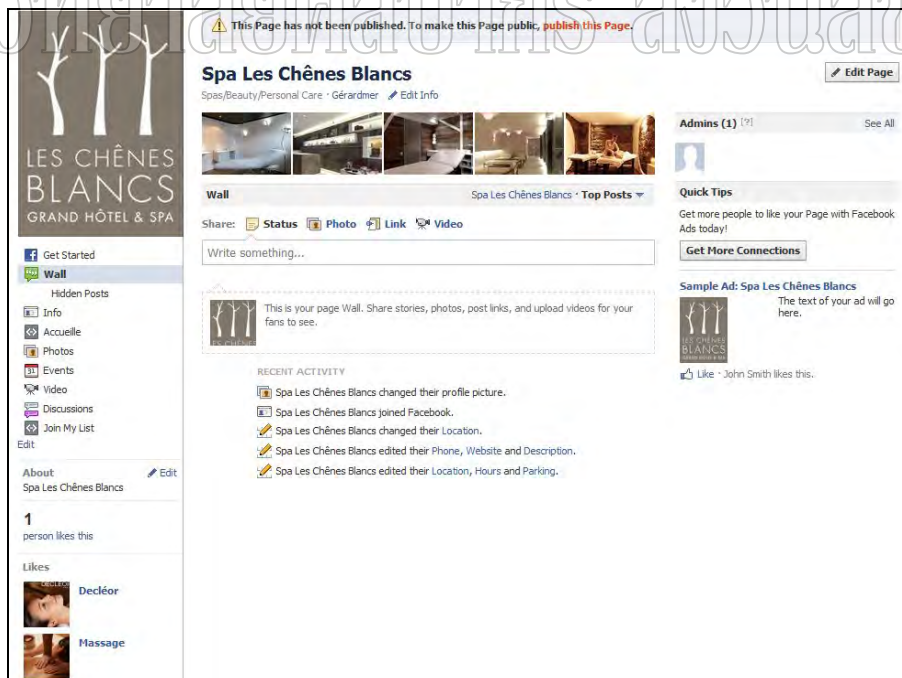 This Page has not been published. To make this Page public, publish this Page.
LES CHÊNES
BLANCS
GRAND HÔTEL & SPA
Spa Les Chênes Blancs
Edit Page
Spas/Beauty/Personal Care · Gérardmer Edit Info
Wall
Spa Les Chênes Blancs · Top Posts
Share: Status Photo Link Video
Write something...
This is your page Wall. Share stories, photos, post links, and upload videos for your
fans to see.
LES CHÊNES
RECENT ACTIVITY
Spa Les Chênes Blancs changed their profile picture.
Spa Les Chênes Blancs joined Facebook.
Spa Les Chênes Blancs changed their Location.
Spa Les Chênes Blancs edited their Phone, Website and Description.
Spa Les Chênes Blancs edited their Location, Hours and Parking.
Get Started
Wall
Hidden Posts
Info
Accueille
Photos
31 Events
Video
Discussions
Join My List
Edit
About Edit
Spa Les Chênes Blancs
1
person likes this
Likes
Decléor
Massage
Admins (1) [?] See All
Quick Tips
Get more people to like your Page with Facebook
Ads today!
Get More Connections
Sample Ad: Spa Les Chênes Blancs
The text of your ad will go
here.
LES CHÊNES
BLANCS
GRAND HÔTEL & SPA
Like · John Smith likes this.